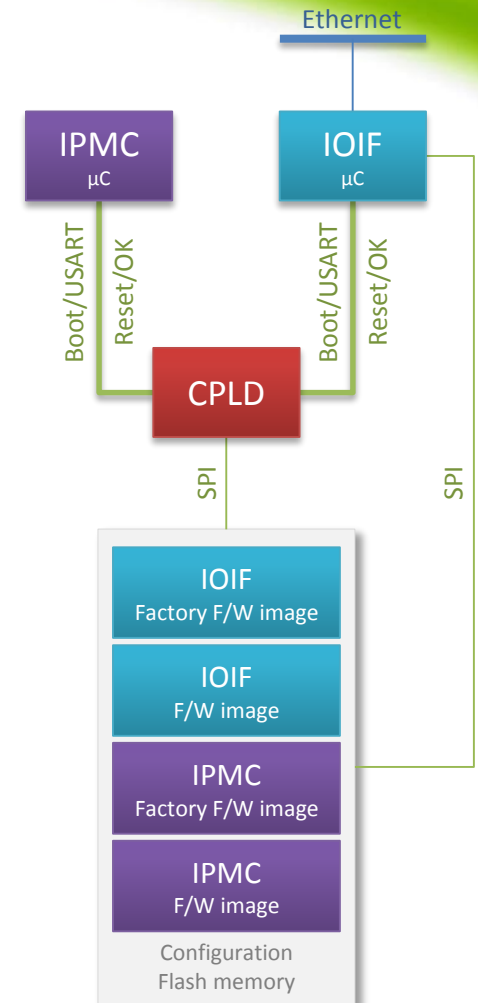 Ethernet
IPMC
µC
IOIF
µC
Boot/USART
Reset/OK
Boot/USART
Reset/OK
CPLD
SPI
SPI
IOIF
Factory F/W image
IOIF
F/W image
IPMC
Factory F/W image
IPMC
F/W image
Configuration
Flash memory